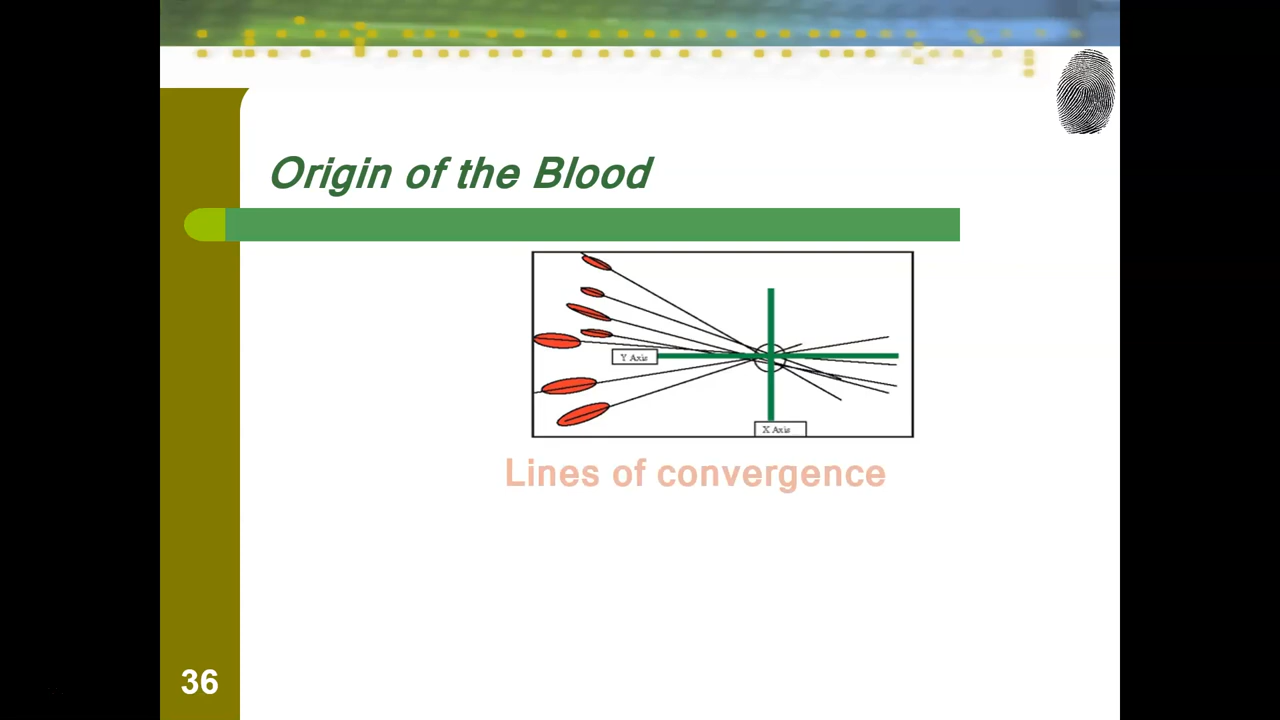 Origin of the Blood
Y Axis
X Axis
Lines of convergence
36